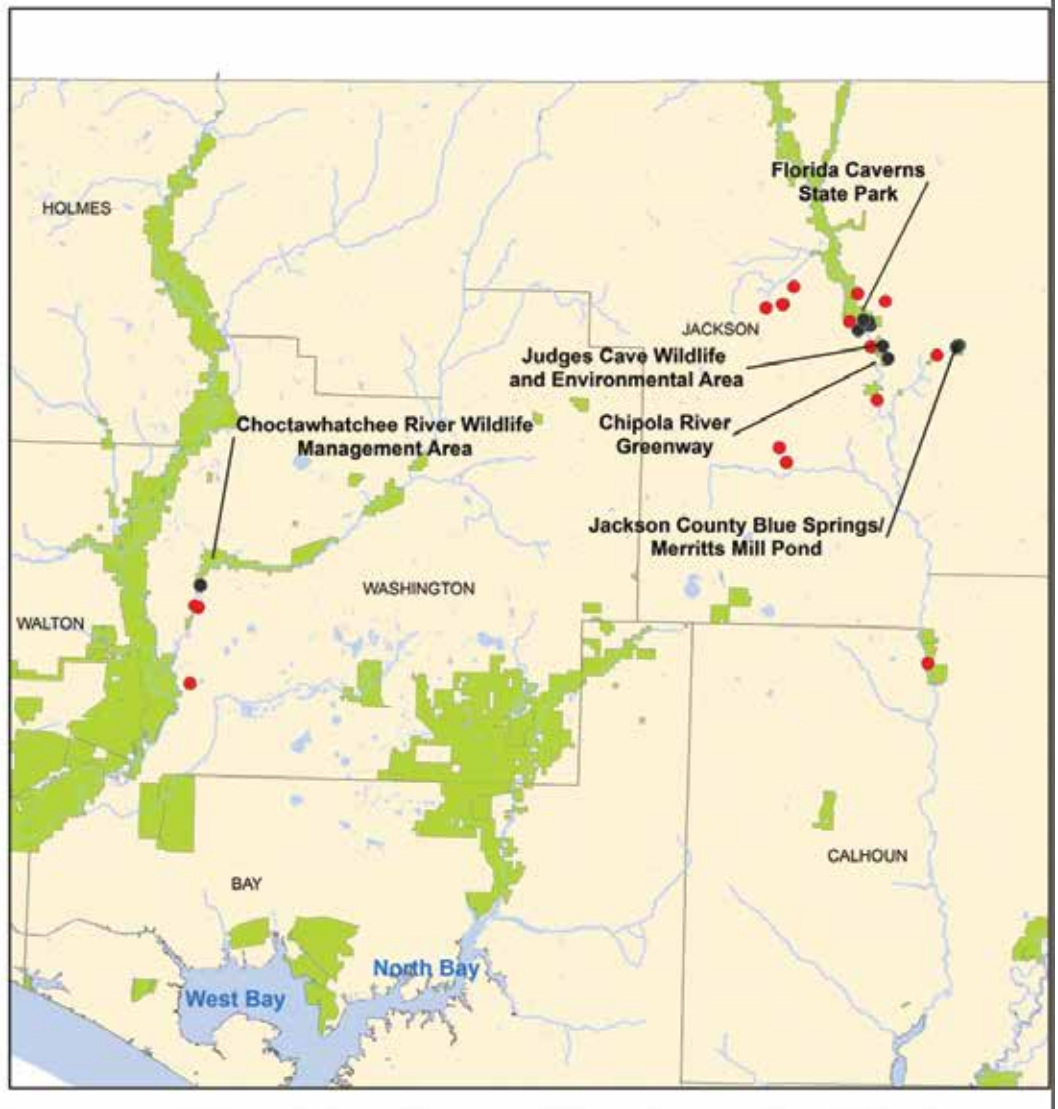 Florida Caverns
State Park
HOLMES
JACKSON
Judges Cave Wildlife
and Environmental Area
Choctawhatchee River Wildlife
Management Area
Chipola River
Greenway
Jackson County Blue Springs/
Merritts Mill Pond
WASHINGTON
WALTON
CALHOUN
BAY
North Bay
West Bay